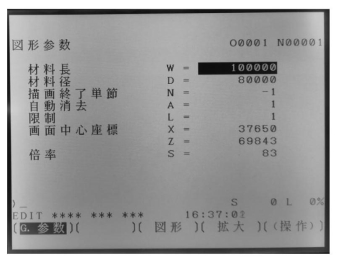 図形参数 O0001 N00001
材料長 W = 100000
材料径 D = 80000
描画終了単節 N = -1
自動消去 A = 1
限制 L = 1
画面中心座標 X = 37650
Z = 69843
倍率 S = 83
)_
S 0 L 0%
EDIT **** *** *** 16:37:0
(G.参数)( )( 図形 )( 拡大 )((操作))